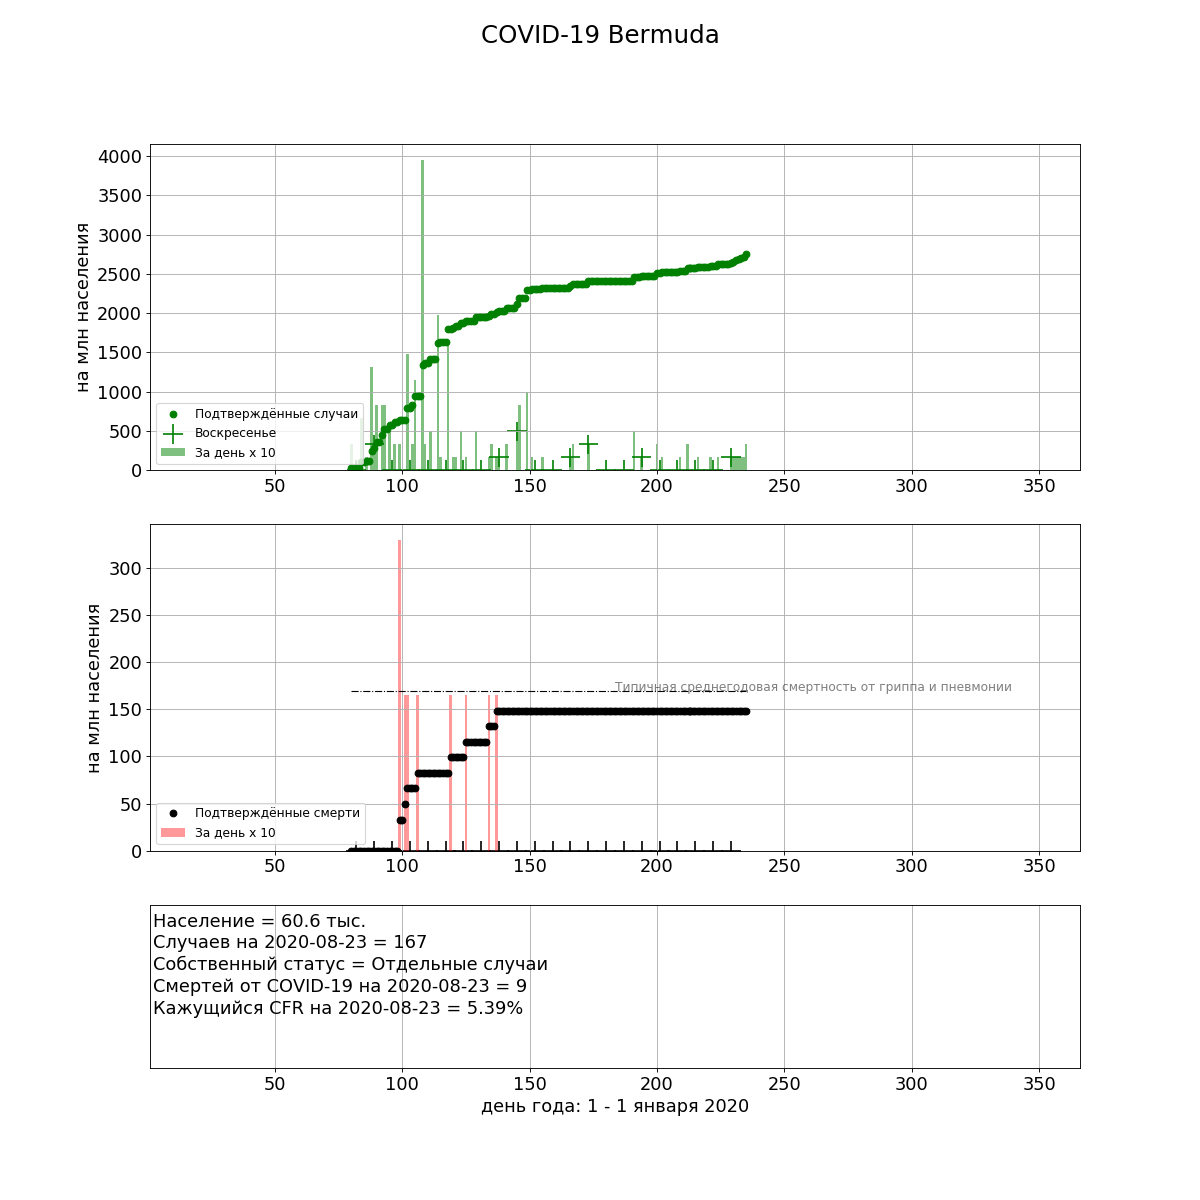 COVID-19 Bermuda
на млн населения
4000
3500
3000
2500
2000
1500
1000
500
0
Подтверждённые случаи
Воскресенье
За день x 10
50 100 150 200 250 300 350
на млн населения
300
250
200
150
100
50
0
Типичная среднегодовая смертность от гриппа и пневмонии
Подтверждённые смерти
За день x 10
50 100 150 200 250 300 350
Население = 60.6 тыс.
Случаев на 2020-08-23 = 167
Собственный статус = Отдельные случаи
Смертей от COVID-19 на 2020-08-23 = 9
Кажущийся CFR на 2020-08-23 = 5.39%
50 100 150 200 250 300 350
день года: 1 - 1 января 2020